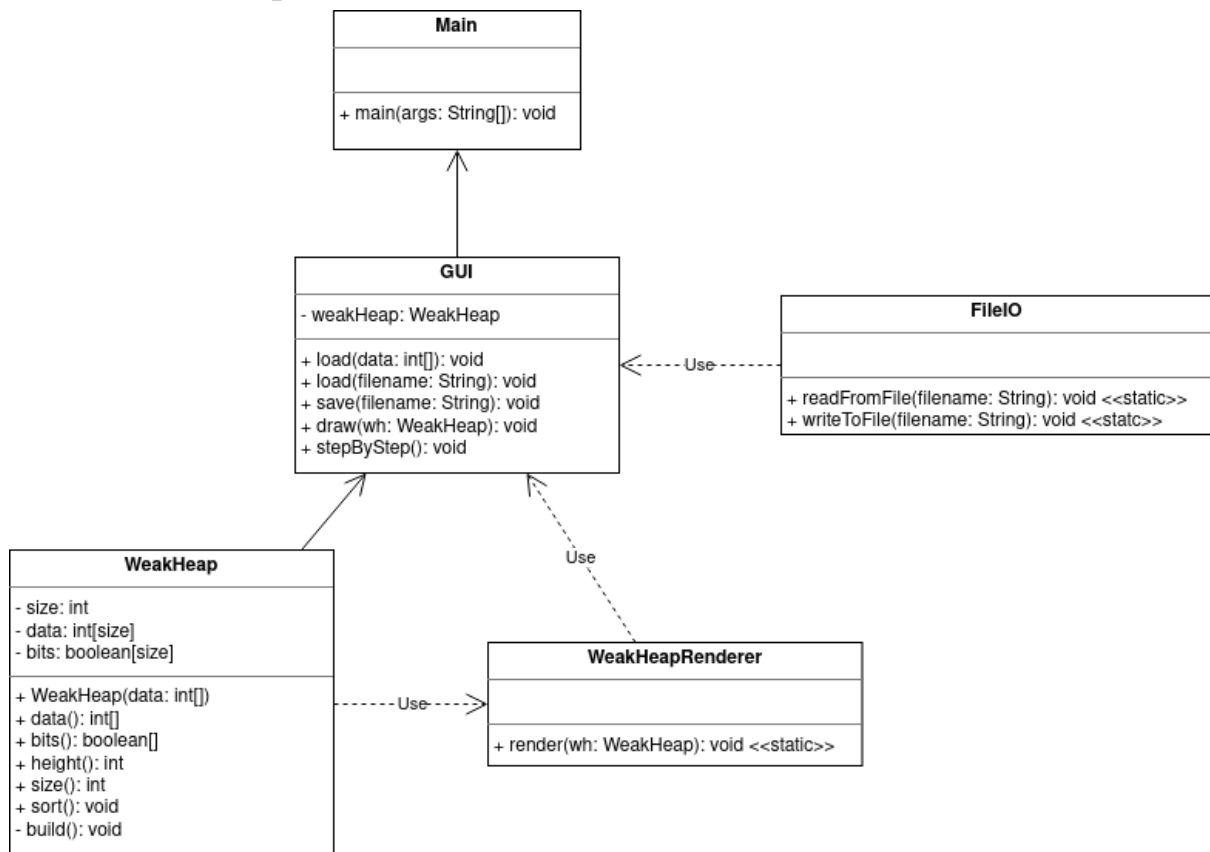 Main
+ main(args: String[]): void
GUI
- weakHeap: WeakHeap
+ load(data: int[]): void
+ load(filename: String): void
+ save(filename: String): void
+ draw(wh: WeakHeap): void
+ stepByStep(): void
Use
FileIO
+ readFromFile(filename: String): void <<static>>
+ writeToFile(filename: String): void <<statc>>
Use
WeakHeap
- size: int
- data: int[size]
- bits: boolean[size]
+ WeakHeap(data: int[])
+ data(): int[]
+ bits(): boolean[]
+ height(): int
+ size(): int
+ sort(): void
- build(): void
Use
WeakHeapRenderer
+ render(wh: WeakHeap): void <<static>>